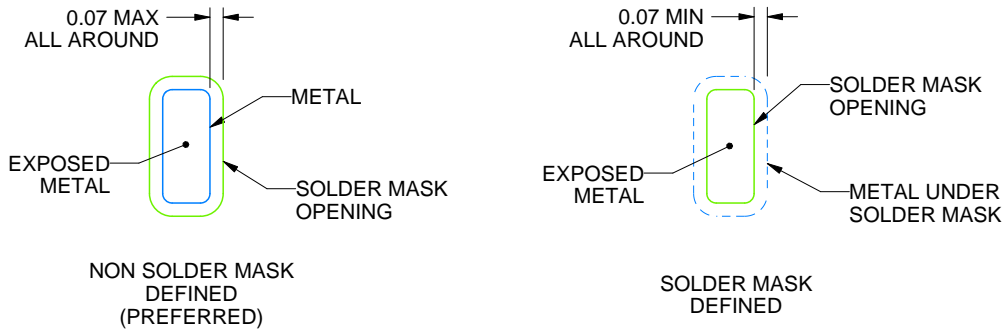 0.07 MAX
ALL AROUND
METAL
EXPOSED
METAL
SOLDER MASK
OPENING
NON SOLDER MASK
DEFINED
(PREFERRED)
0.07 MIN
ALL AROUND
SOLDER MASK
OPENING
EXPOSED
METAL
METAL UNDER
SOLDER MASK
SOLDER MASK
DEFINED